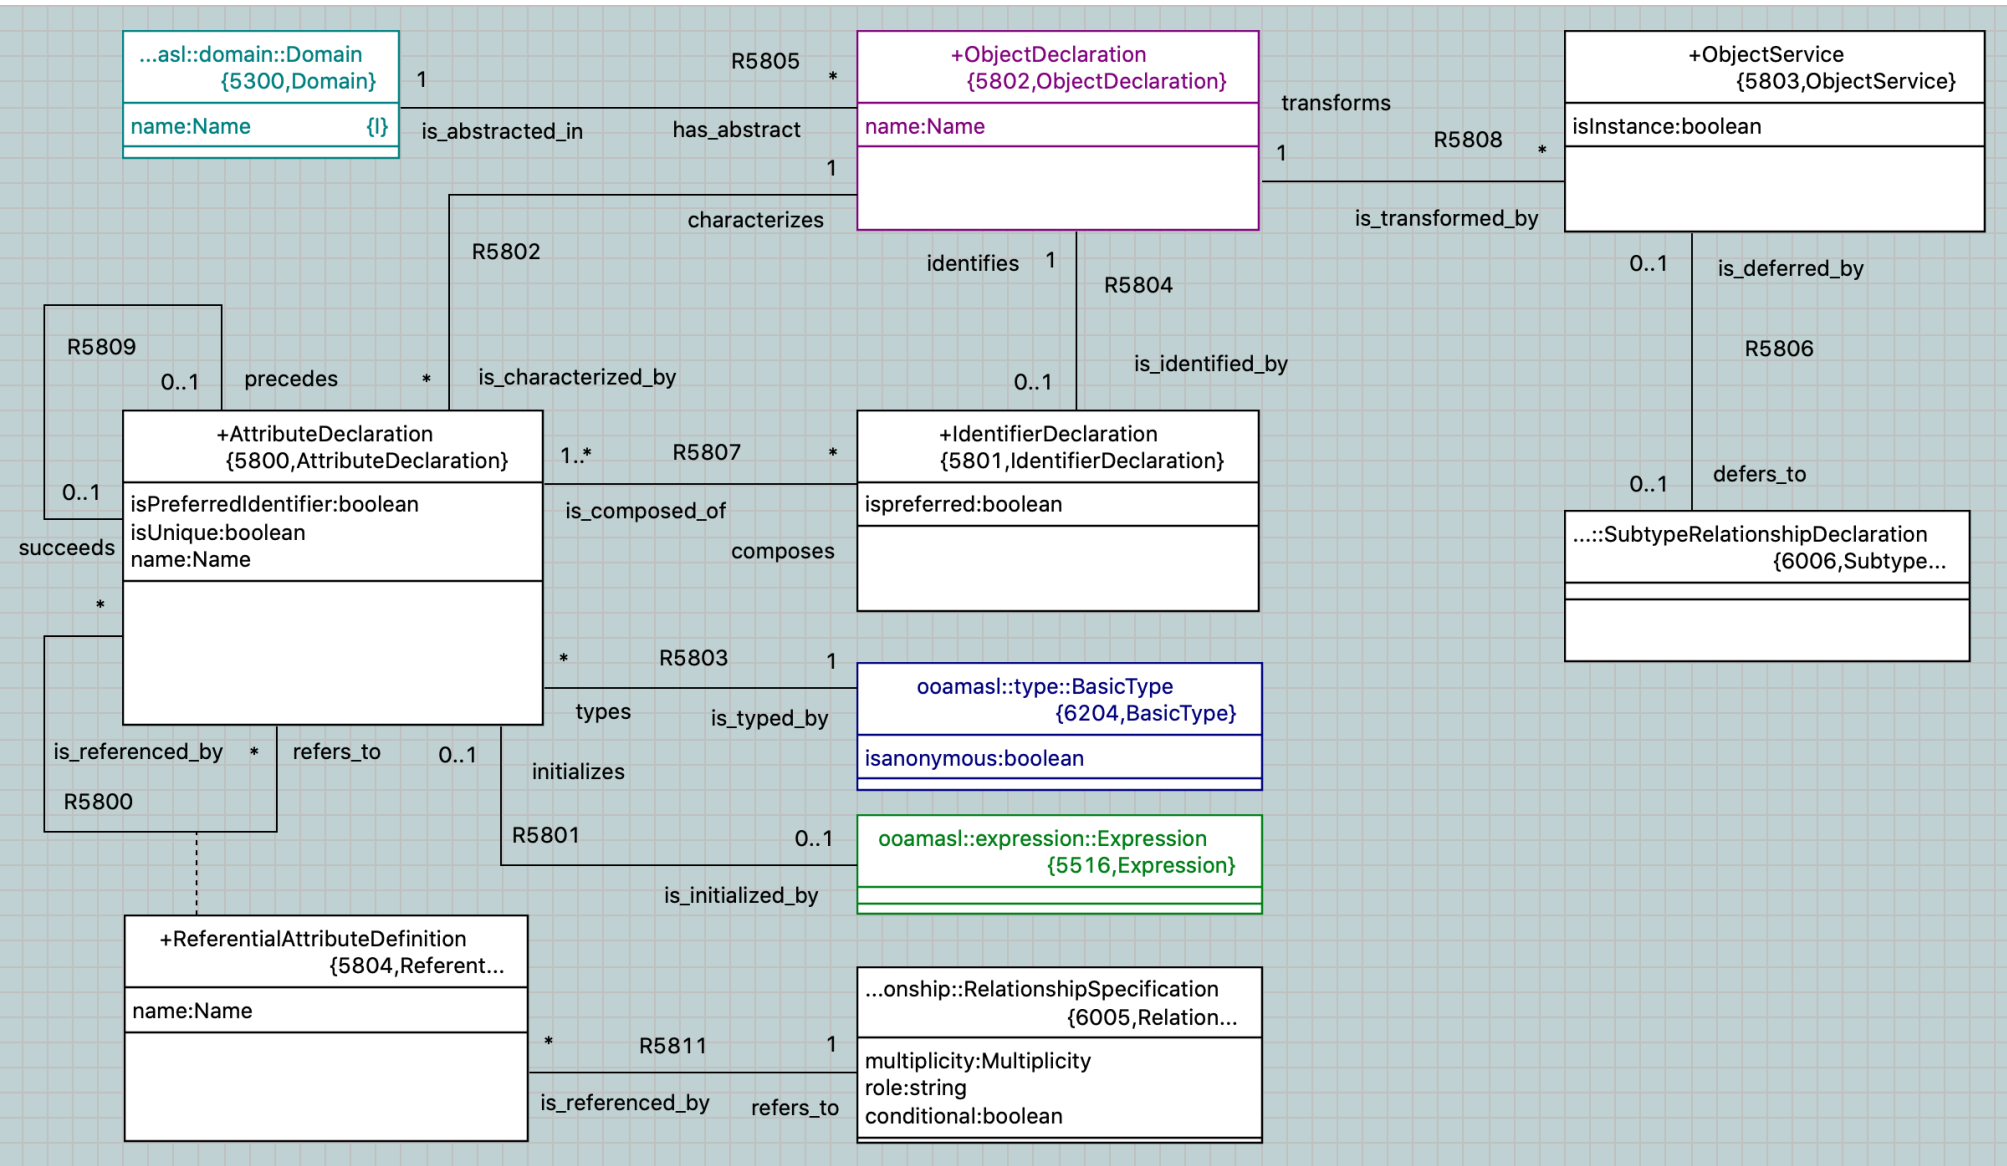 ...asl::domain::Domain
{5300,Domain}
name:Name {I}
1
R5805
*
is_abstracted_in
has_abstract
+ObjectDeclaration
{5802,ObjectDeclaration}
name:Name
transforms
1
R5808
*
is_transformed_by
+ObjectService
{5803,ObjectService}
isInstance:boolean
1
characterizes
R5802
*
is_characterized_by
identifies
1
R5804
is_identified_by
0..1
0..1
is_deferred_by
R5806
0..1
defers_to
R5809
0..1
precedes
0..1
succeeds
+AttributeDeclaration
{5800,AttributeDeclaration}
isPreferredIdentifier:boolean
isUnique:boolean
name:Name
1..*
R5807
*
is_composed_of
composes
+IdentifierDeclaration
{5801,IdentifierDeclaration}
ispreferred:boolean
...::SubtypeRelationshipDeclaration
{6006,Subtype...
*
is_referenced_by
*
refers_to
R5800
*
R5803
1
types
is_typed_by
ooamasl::type::BasicType
{6204,BasicType}
isanonymous:boolean
0..1
initializes
R5801
0..1
is_initialized_by
ooamasl::expression::Expression
{5516,Expression}
+ReferentialAttributeDefinition
{5804,Referent...
name:Name
*
R5811
1
is_referenced_by
refers_to
...onship::RelationshipSpecification
{6005,Relation...
multiplicity:Multiplicity
role:string
conditional:boolean